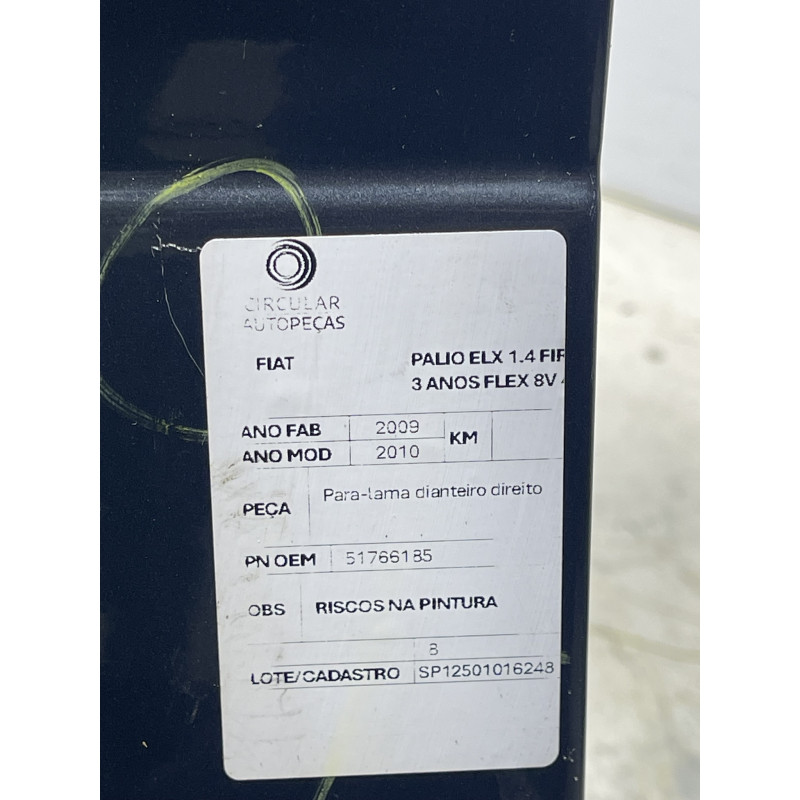 CIRCULAR
AUTOPEÇAS
FIAT
PALIO ELX 1.4 FIR
3 ANOS FLEX 8V
ANO FAB 2009
KM
ANO MOD 2010
PEÇA Para-lama dianteiro direito
PN OEM 51766185
OBS RISCOS NA PINTURA
B
LOTE/CADASTRO SP12501016248